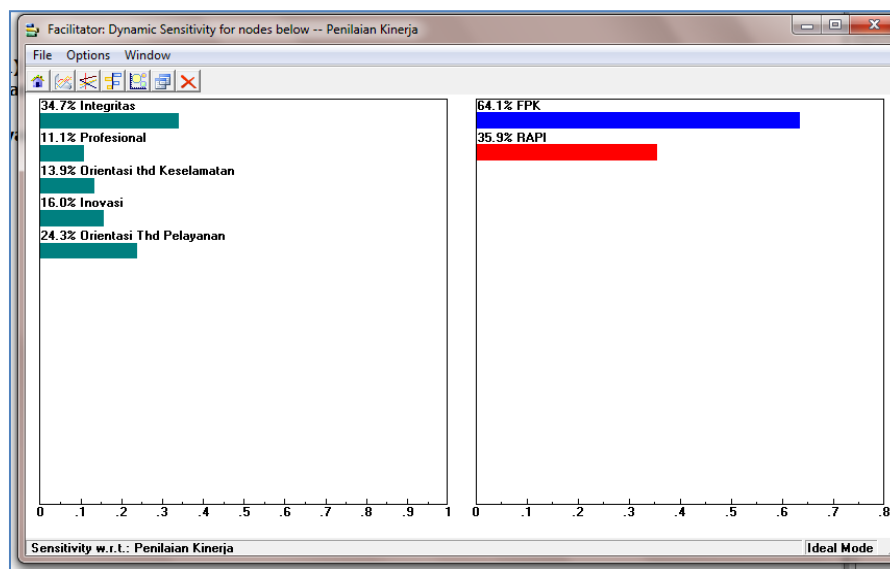 Facilitator: Dynamic Sensitivity for nodes below -- Penilaian Kinerja
File Options Window
34.7% Integritas
11.1% Profesional
13.9% Orientasi thd Keselamatan
16.0% Inovasi
24.3% Orientasi Thd Pelayanan
0 .1 .2 .3 .4 .5 .6 .7 .8 .9 1
64.1% FPK
35.9% RAPI
0 .1 .2 .3 .4 .5 .6 .7 .8
Sensitivity w.r.t.: Penilaian Kinerja
Ideal Mode